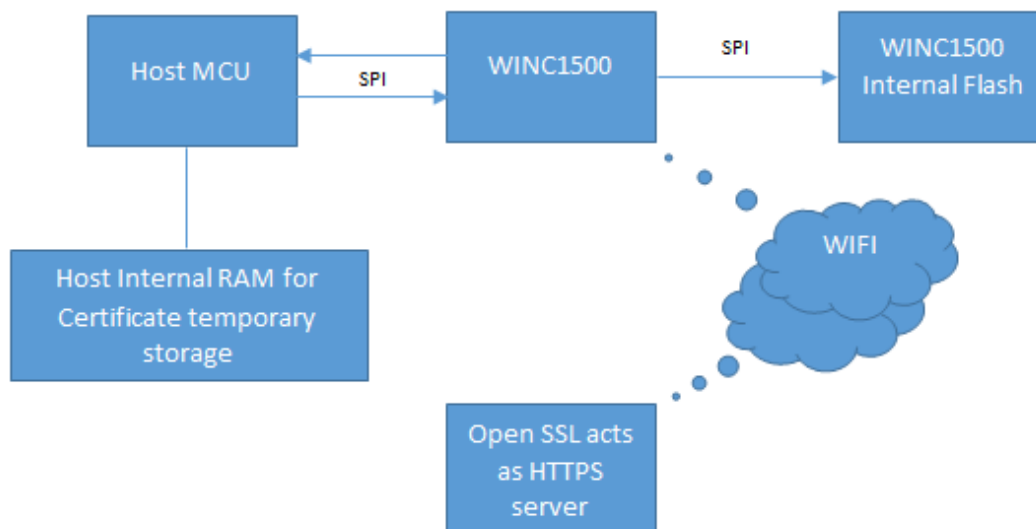 Host MCU
SPI
WINC1500
SPI
WINC1500
Internal Flash
WIFI
Host Internal RAM for
Certificate temporary
storage
Open SSL acts
as HTTPS
server